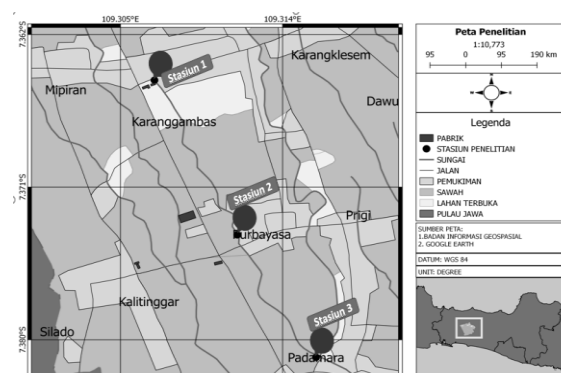 109.305°E
109.314°E
7.362°S
Karangklesem
Stasiun 1
Mipiran
Dawu
Karanggambas
7.371°S
Stasiun 2
Prigi
Purbayasa
Kalitinggar
Stasiun 3
Silado
7.380°S
Padamara
Peta Penelitian
1:10,773
95 0 95 190 km
Legenda
PABRIK
STASIUN PENELITIAN
SUNGAI
JALAN
PEMUKIMAN
SAWAH
LAHAN TERBUKA
PULAU JAWA
SUMBER PETA:
1.BADAN INFORMASI GEOSPASIAL
2. GOOGLE EARTH
DATUM: WGS 84
UNIT: DEGREE